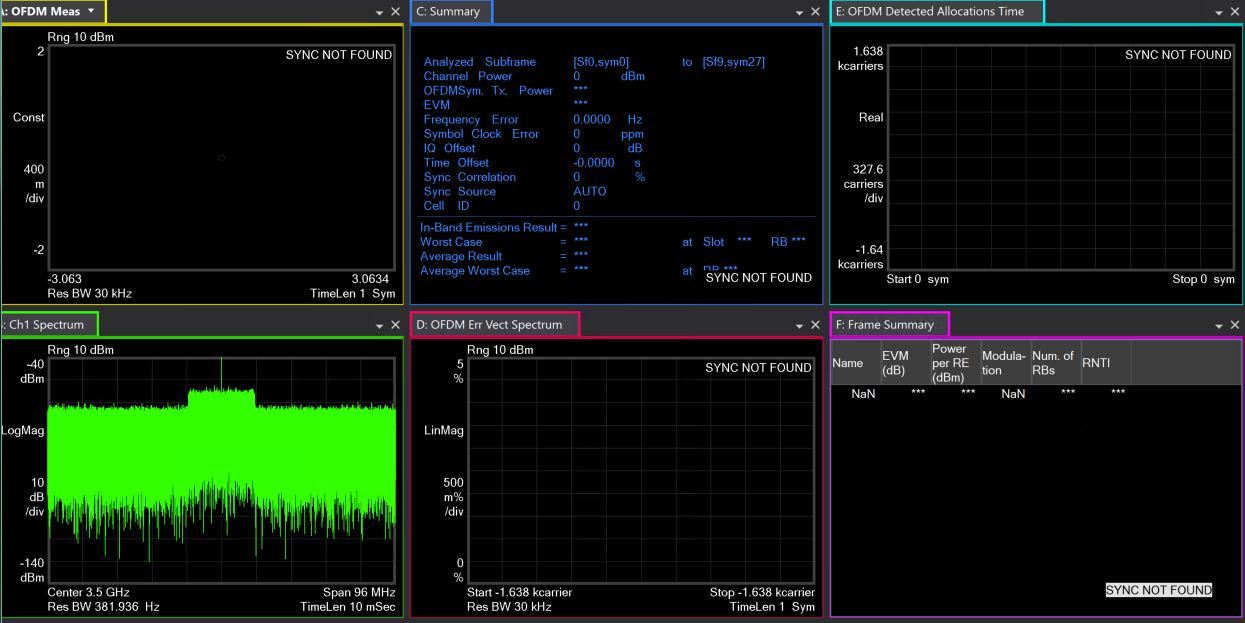 A: OFDM Meas
Rng 10 dBm
2
SYNC NOT FOUND
Const
400
m
/div
-2
-3.063
3.0634
Res BW 30 kHz
TimeLen 1 Sym
C: Summary
Analyzed Subframe [Sf0,sym0] to [Sf9,sym27]
Channel Power 0 dBm
OFDMSym. Tx. Power ***
EVM ***
Frequency Error 0.0000 Hz
Symbol Clock Error 0 ppm
IQ Offset 0 dB
Time Offset -0.0000 s
Sync Correlation 0 %
Sync Source AUTO
Cell ID 0
In-Band Emissions Result = ***
Worst Case = *** at Slot *** RB ***
Average Result = ***
Average Worst Case = *** at RB ***
SYNC NOT FOUND
E: OFDM Detected Allocations Time
1.638
kcarriers
SYNC NOT FOUND
Real
327.6
carriers
/div
-1.64
kcarriers
Start 0 sym
Stop 0 sym
: Ch1 Spectrum
Rng 10 dBm
-40
dBm
LogMag
10
dB
/div
-140
dBm
Center 3.5 GHz
Span 96 MHz
Res BW 381.936 Hz
TimeLen 10 mSec
D: OFDM Err Vect Spectrum
Rng 10 dBm
5
%
SYNC NOT FOUND
LinMag
500
m%
/div
0
%
Start -1.638 kcarrier
Stop -1.638 kcarrier
Res BW 30 kHz
TimeLen 1 Sym
F: Frame Summary
Name
EVM
(dB)
Power
per RE
(dBm)
Modula-
tion
Num. of
RBs
RNTI
NaN *** *** NaN *** ***
SYNC NOT FOUND